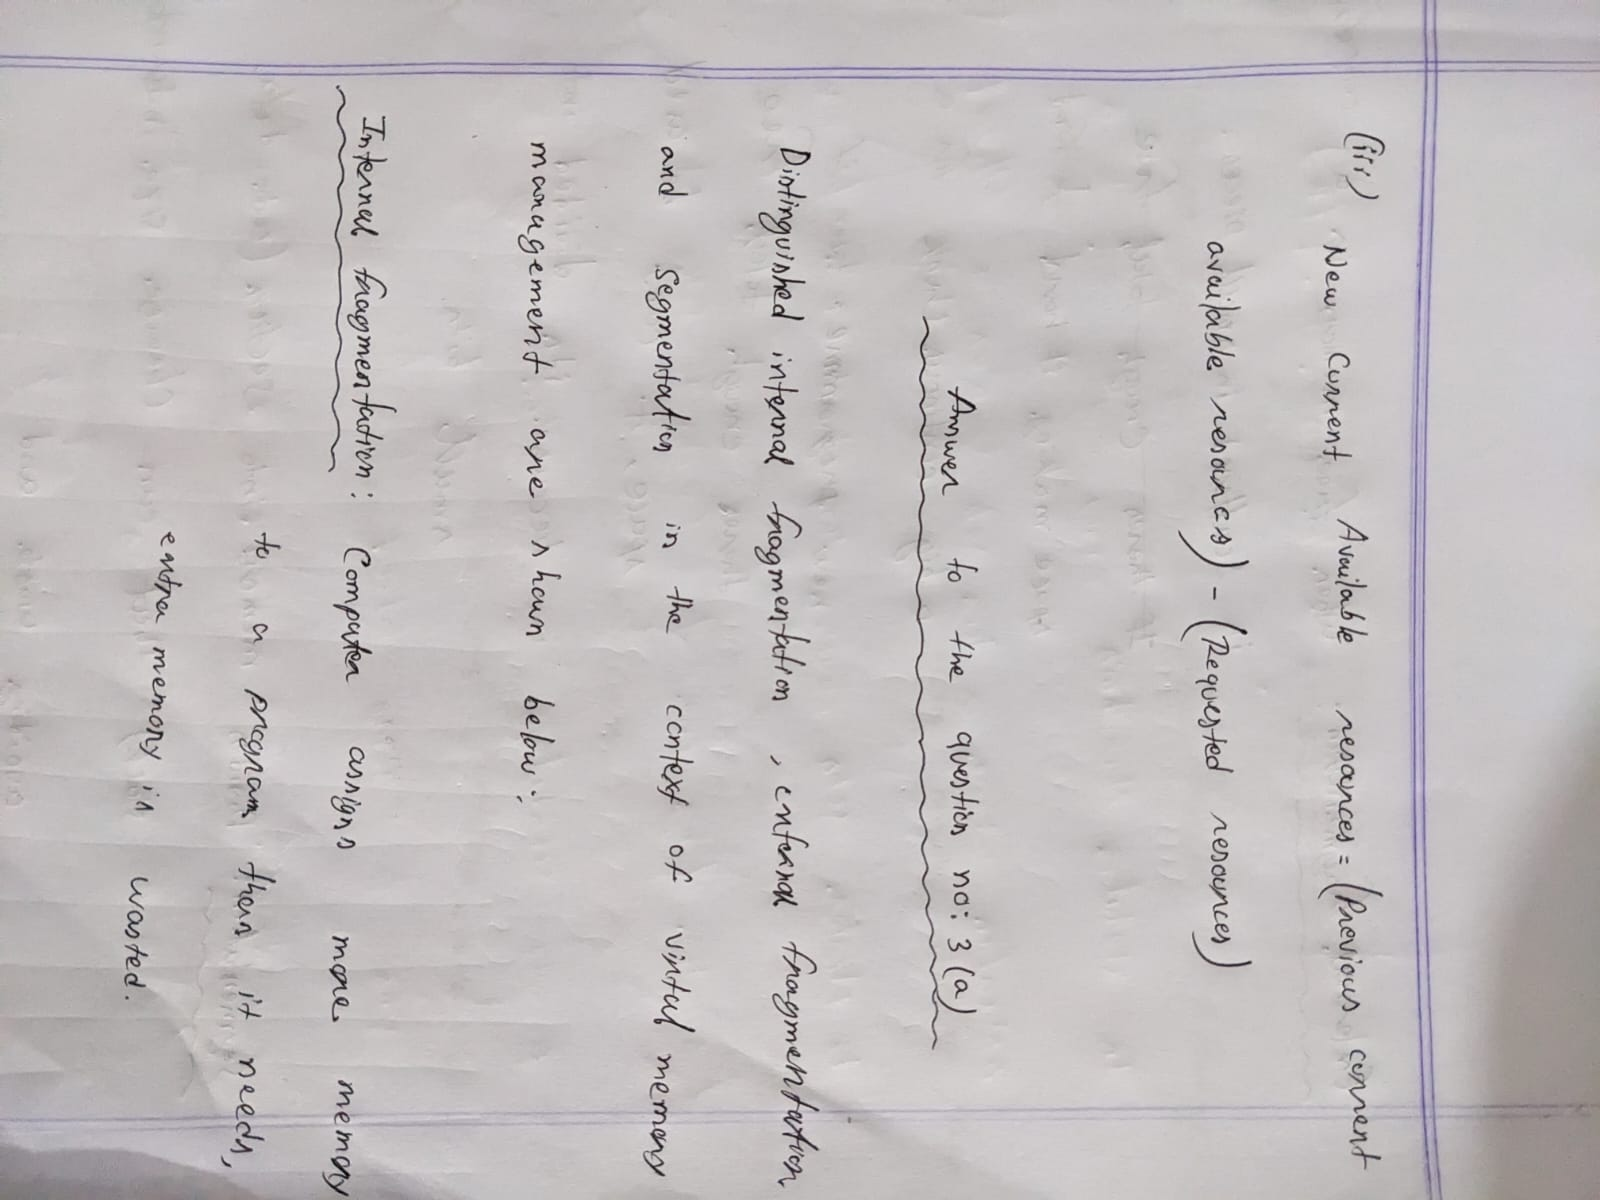 (iii) New Current Available resources = (Previous current
available resources) - (Requested resources)
Answer to the question no: 3 (a)
Distinguished internal fragmentation, external fragmentation
and segmentation in the context of virtul memory
management are shown below:
Internal fragmentation: Computer assigns more memory
to a program then it needs,
extra memory is wasted.